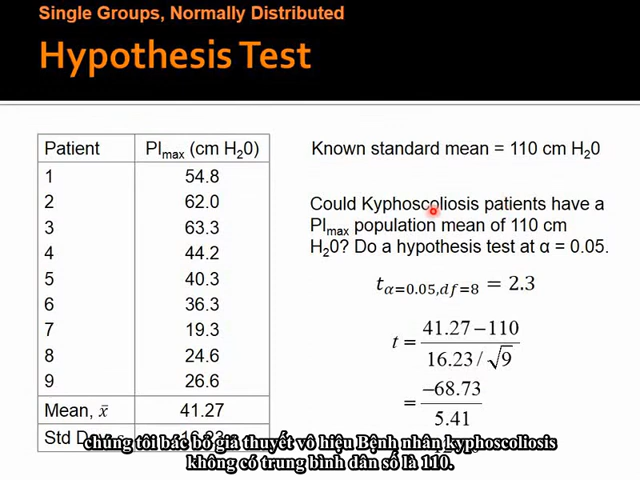 Single Groups, Normally Distributed
Hypothesis Test
Patient PImax (cm H20)
1 54.8
2 62.0
3 63.3
4 44.2
5 40.3
6 36.3
7 19.3
8 24.6
9 26.6
Mean, x̄ 41.27
Std De
Known standard mean = 110 cm H20
Could Kyphoscoliosis patients have a
PImax population mean of 110 cm
H20? Do a hypothesis test at α = 0.05.
tα=0.05,df=8 = 2.3
t = (41.27 − 110) / (16.23 / √9)
= −68.73 / 5.41
chúng tôi bác bỏ giả thuyết vô hiệu Bệnh nhân kyphoscoliosis
không có trung bình dân số là 110.